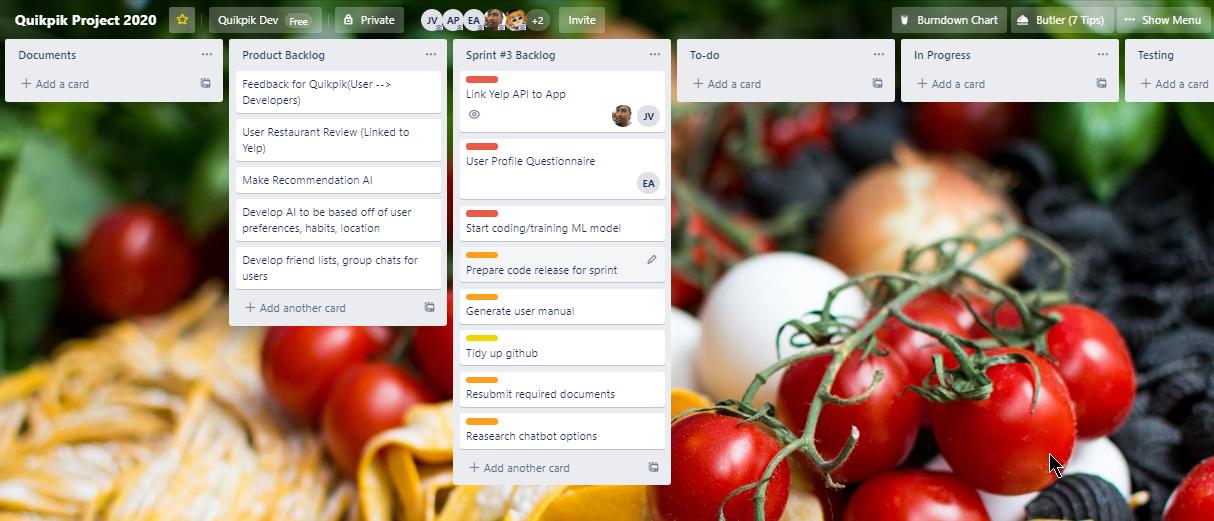 Quikpik Project 2020
Quikpik Dev Free
Private
JV AP EA +2
Invite
Burndown Chart
Butler (7 Tips)
··· Show Menu
Documents ···
+ Add a card
Product Backlog ···
Feedback for Quikpik(User -->
Developers)
User Restaurant Review (Linked to
Yelp)
Make Recommendation AI
Develop AI to be based off of user
preferences, habits, location
Develop friend lists, group chats for
users
+ Add another card
Sprint #3 Backlog ···
Link Yelp API to App
JV
User Profile Questionnaire
EA
Start coding/training ML model
Prepare code release for sprint
Generate user manual
Tidy up github
Resubmit required documents
Reasearch chatbot options
+ Add another card
To-do ···
+ Add a card
In Progress ···
+ Add a card
Testing
+ Add a card